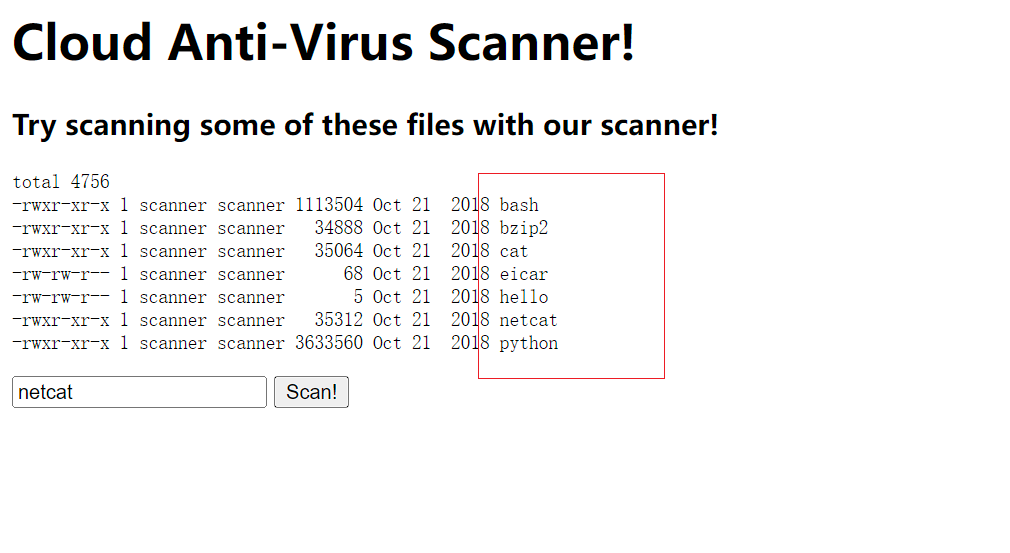 Cloud Anti-Virus Scanner!
Try scanning some of these files with our scanner!
total 4756
-rwxr-xr-x 1 scanner scanner 1113504 Oct 21  2018 bash
-rwxr-xr-x 1 scanner scanner   34888 Oct 21  2018 bzip2
-rwxr-xr-x 1 scanner scanner   35064 Oct 21  2018 cat
-rw-rw-r-- 1 scanner scanner      68 Oct 21  2018 eicar
-rw-rw-r-- 1 scanner scanner       5 Oct 21  2018 hello
-rwxr-xr-x 1 scanner scanner   35312 Oct 21  2018 netcat
-rwxr-xr-x 1 scanner scanner 3633560 Oct 21  2018 python
netcat Scan!